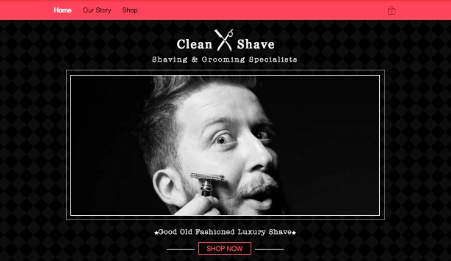 Home Our Story Shop
Clean Shave
Shaving & Grooming Specialists
★Good Old Fashioned Luxury Shave★
SHOP NOW